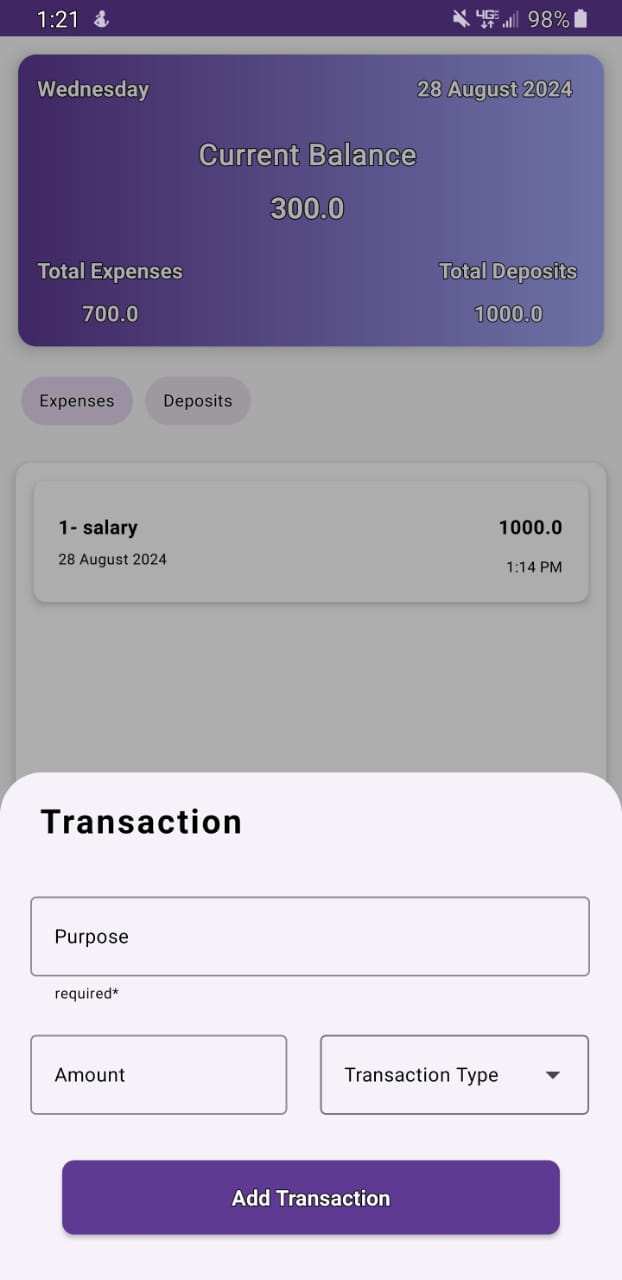 1:21 4GE 98%
Wednesday 28 August 2024
Current Balance
300.0
Total Expenses Total Deposits
700.0 1000.0
Expenses Deposits
1- salary 1000.0
28 August 2024 1:14 PM
Transaction
Purpose
required*
Amount Transaction Type
Add Transaction